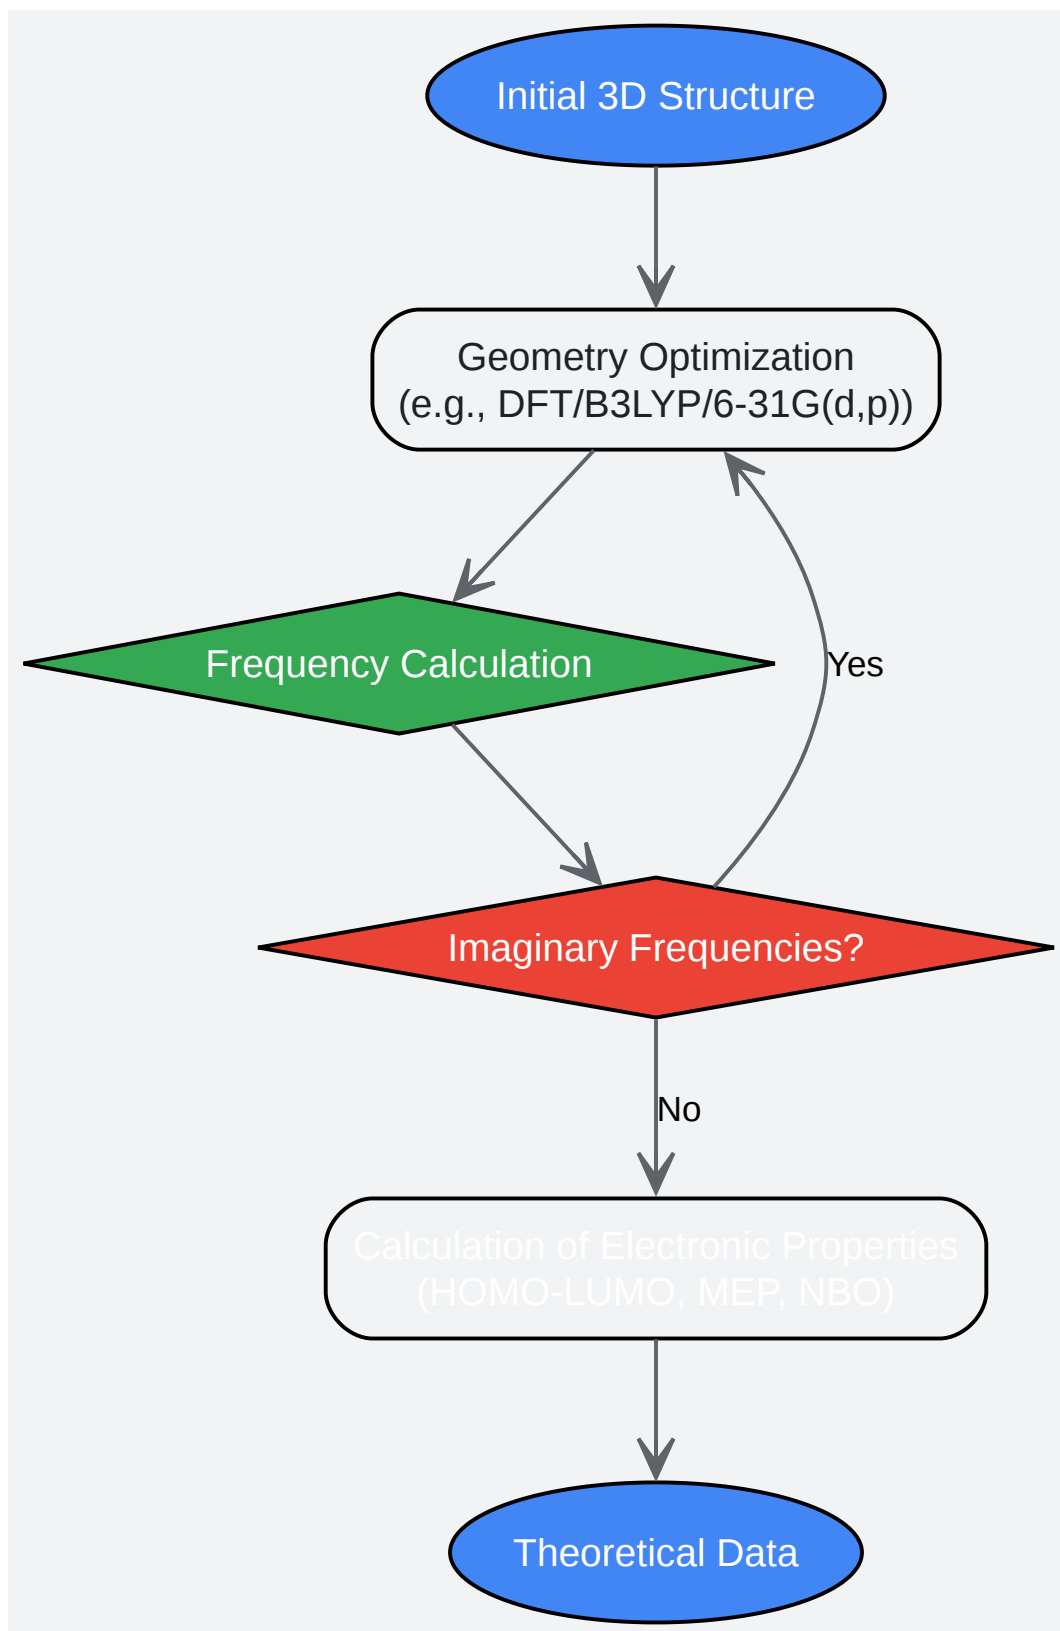 Initial 3D Structure
Geometry Optimization
(e.g., DFT/B3LYP/6-31G(d,p))
Frequency Calculation
Yes
Imaginary Frequencies?
No
Calculation of Electronic Properties
(HOMO-LUMO, MEP, NBO)
Theoretical Data